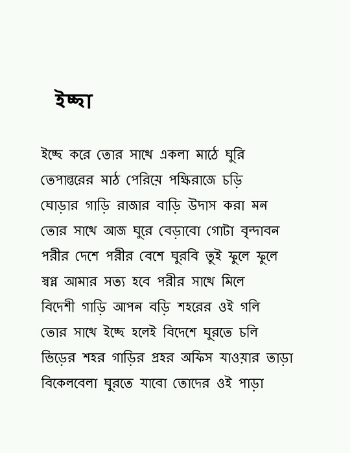 ইচ্ছা
ইচ্ছে করে তোর সাথে একলা মাঠে ঘুরি
তেপান্তরের মাঠ পেরিয়ে পক্ষিরাজে চড়ি
ঘোড়ার গাড়ি রাজার বাড়ি উদাস করা মন
তোর সাথে আজ ঘুরে বেড়াবো গোটা বৃন্দাবন
পরীর দেশে পরীর বেশে ঘুরবি তুই ফুলে ফুলে
স্বপ্ন আমার সত্য হবে পরীর সাথে মিলে
বিদেশী গাড়ি আপন বড়ি শহরের ওই গলি
তোর সাথে ইচ্ছে হলেই বিদেশে ঘুরতে চলি
ভিড়ের শহর গাড়ির প্রহর অফিস যাওয়ার তাড়া
বিকেলবেলা ঘুরতে যাবো তোদের ওই পাড়া